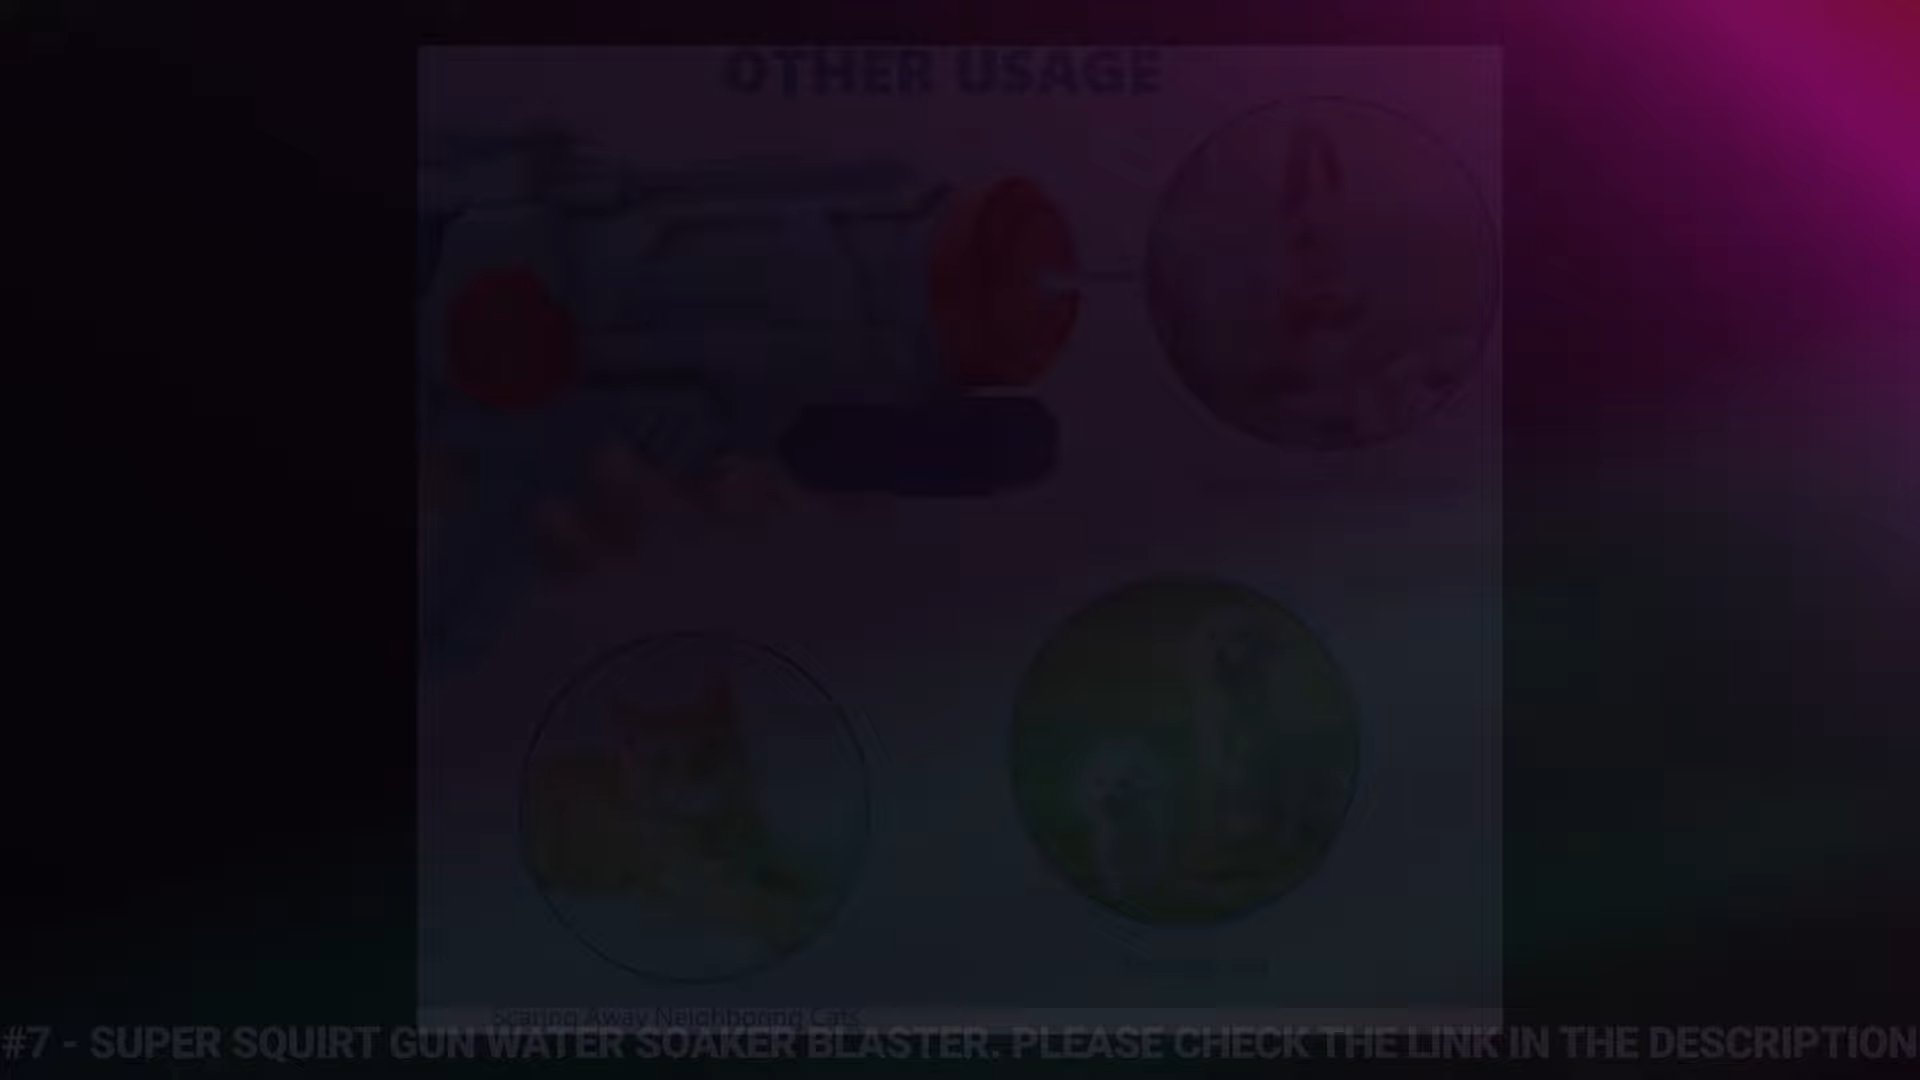 OTHER USAGE
Scaring Away Neighboring Cats
#7 - SUPER SQUIRT GUN WATER SOAKER BLASTER. PLEASE CHECK THE LINK IN THE DESCRIPTION